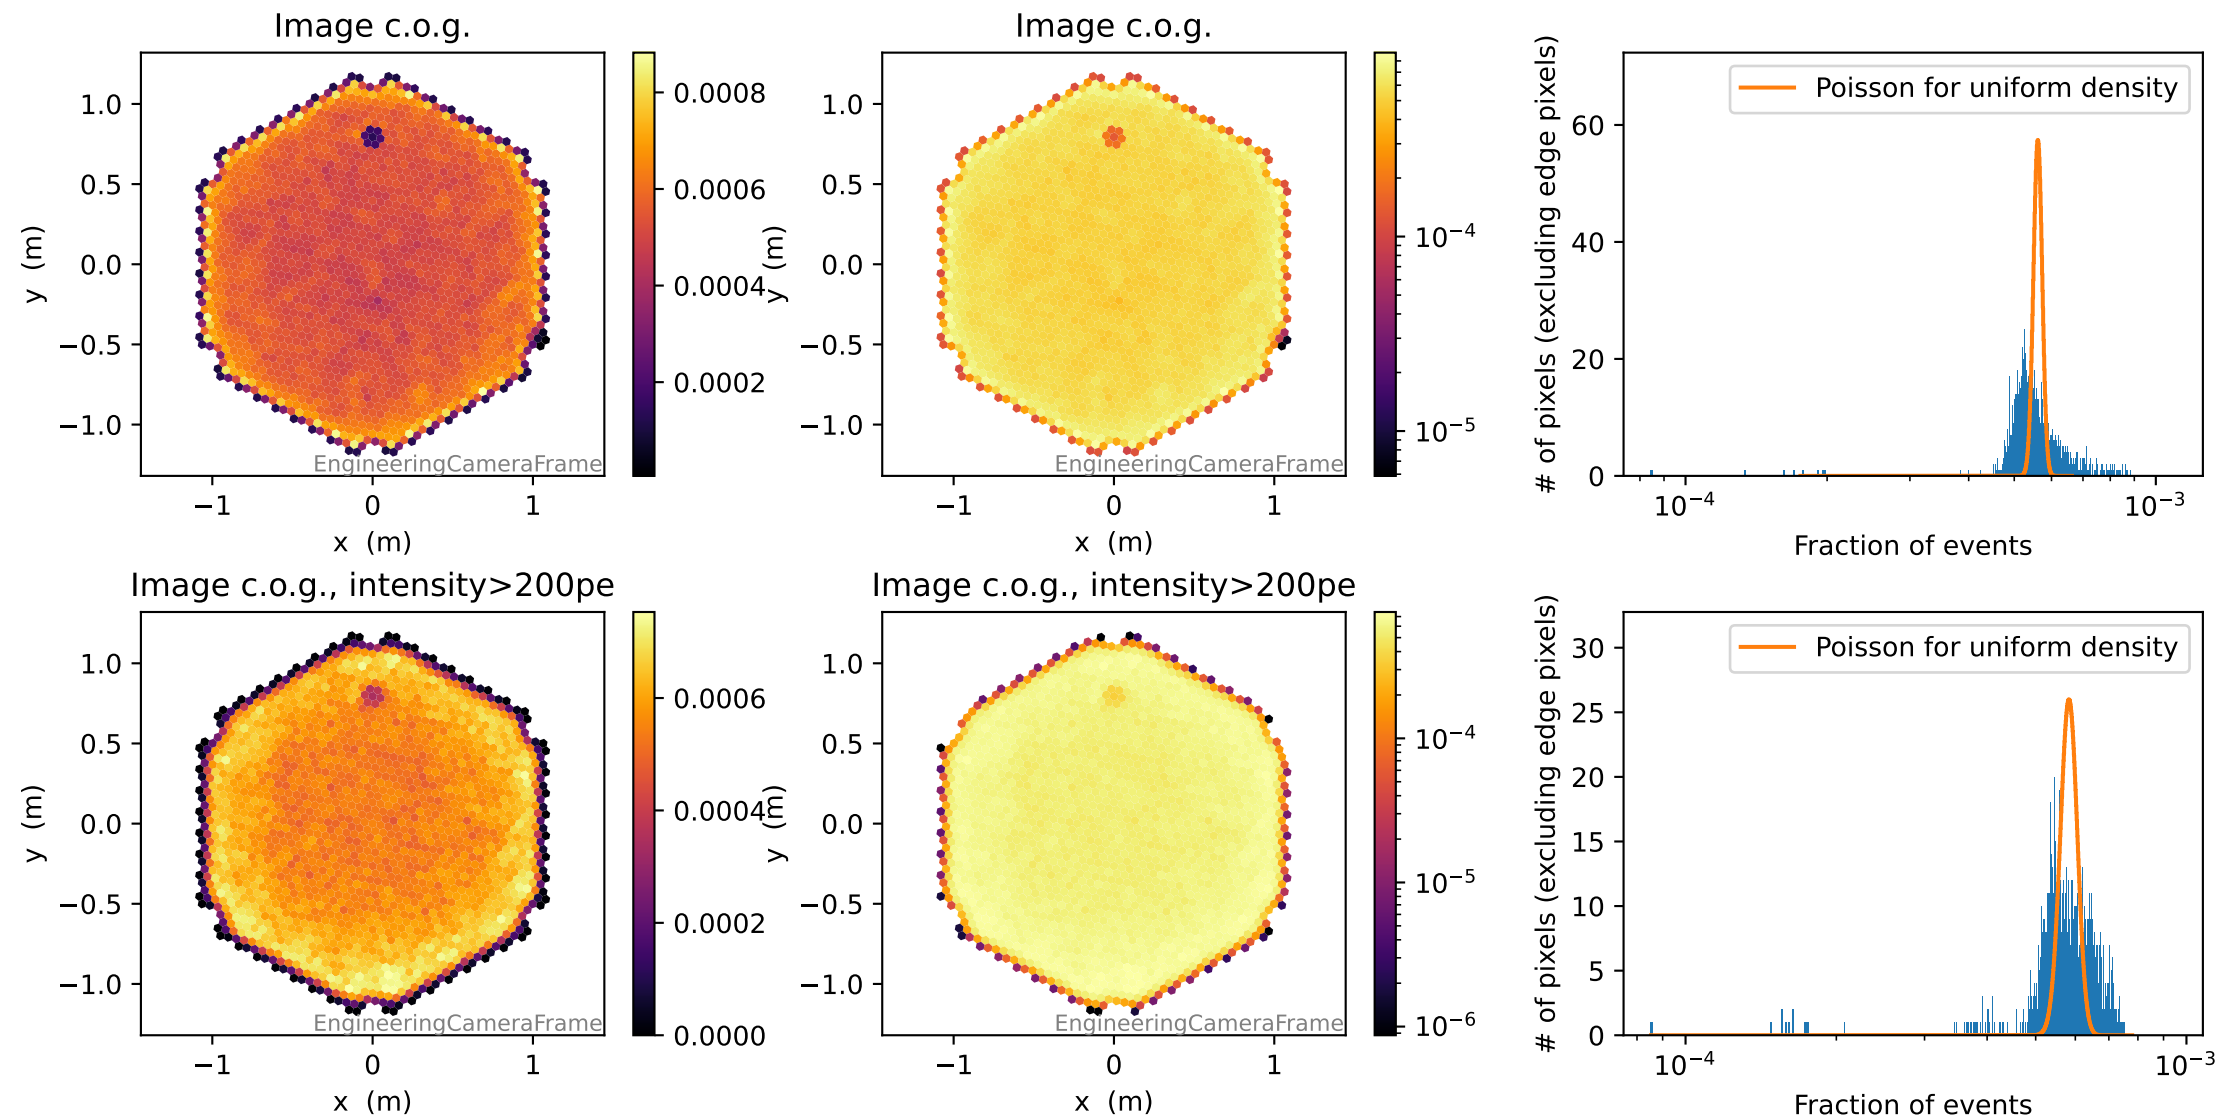 Image c.o.g.
1.0
0.5
0.0
−0.5
−1.0
y (m)
−1 0 1
x (m)
EngineeringCameraFrame
0.0008
0.0006
0.0004
0.0002
Image c.o.g.
1.0
0.5
0.0
−0.5
−1.0
y (m)
−1 0 1
x (m)
EngineeringCameraFrame
10⁻⁴
10⁻⁵
Poisson for uniform density
# of pixels (excluding edge pixels)
60
40
20
0
10⁻⁴ 10⁻³
Fraction of events
Image c.o.g., intensity>200pe
1.0
0.5
0.0
−0.5
−1.0
y (m)
−1 0 1
x (m)
EngineeringCameraFrame
0.0006
0.0004
0.0002
0.0000
Image c.o.g., intensity>200pe
1.0
0.5
0.0
−0.5
−1.0
y (m)
−1 0 1
x (m)
EngineeringCameraFrame
10⁻⁴
10⁻⁵
10⁻⁶
Poisson for uniform density
# of pixels (excluding edge pixels)
30
25
20
15
10
5
0
10⁻⁴ 10⁻³
Fraction of events